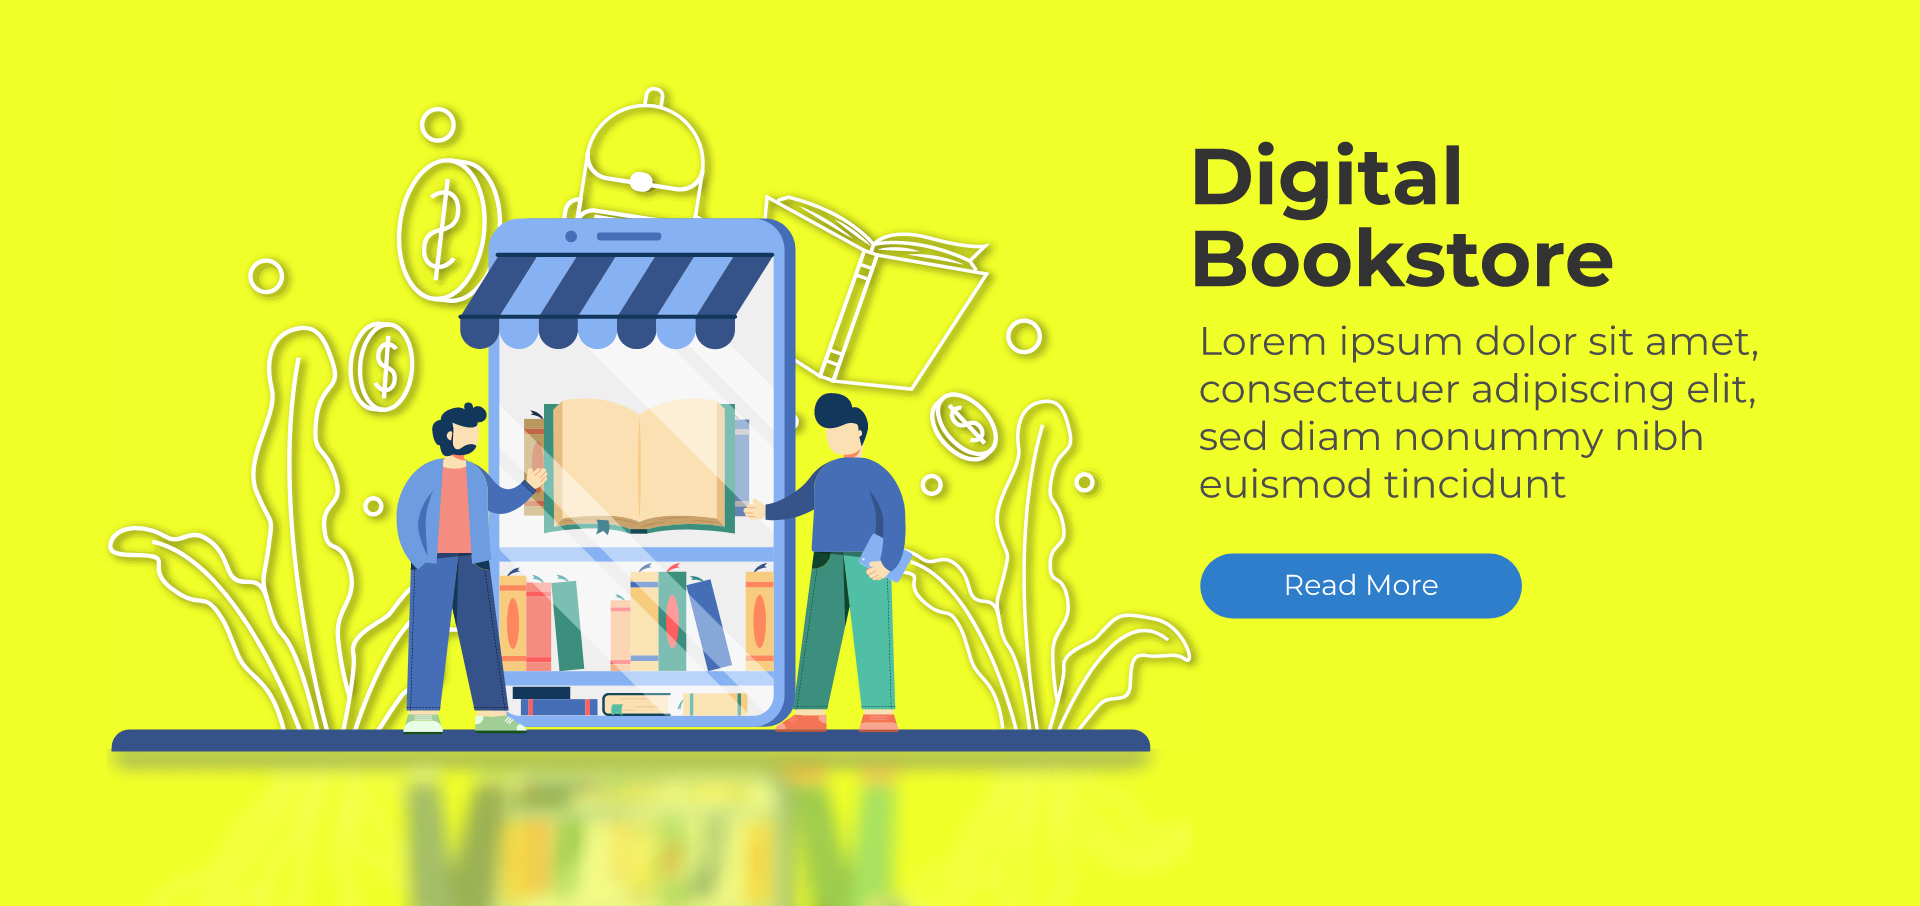 Digital
Bookstore
Lorem ipsum dolor sit amet,
consectetuer adipiscing elit,
sed diam nonummy nibh
euismod tincidunt
Read More